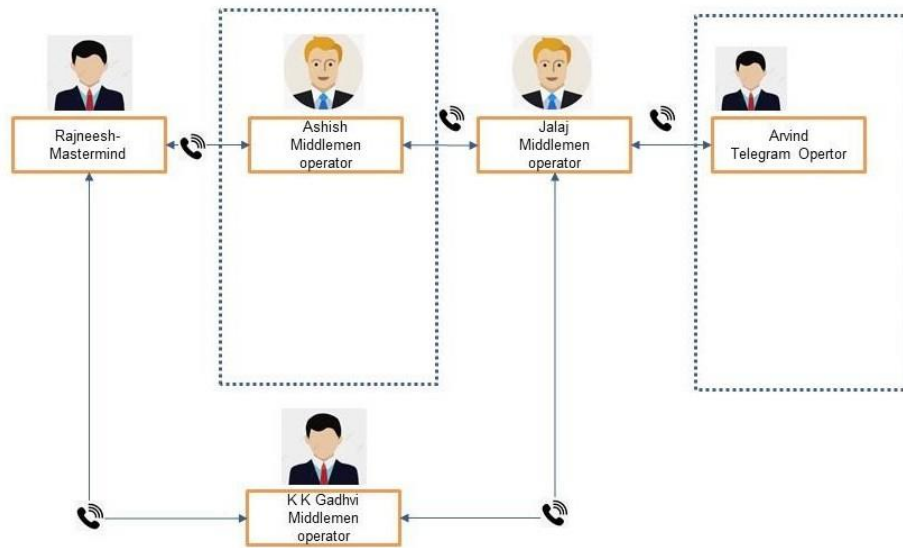 Rajneesh-
Mastermind
Ashish
Middlemen
operator
Jalaj
Middlemen
operator
Arvind
Telegram Opertor
K K Gadhvi
Middlemen
operator